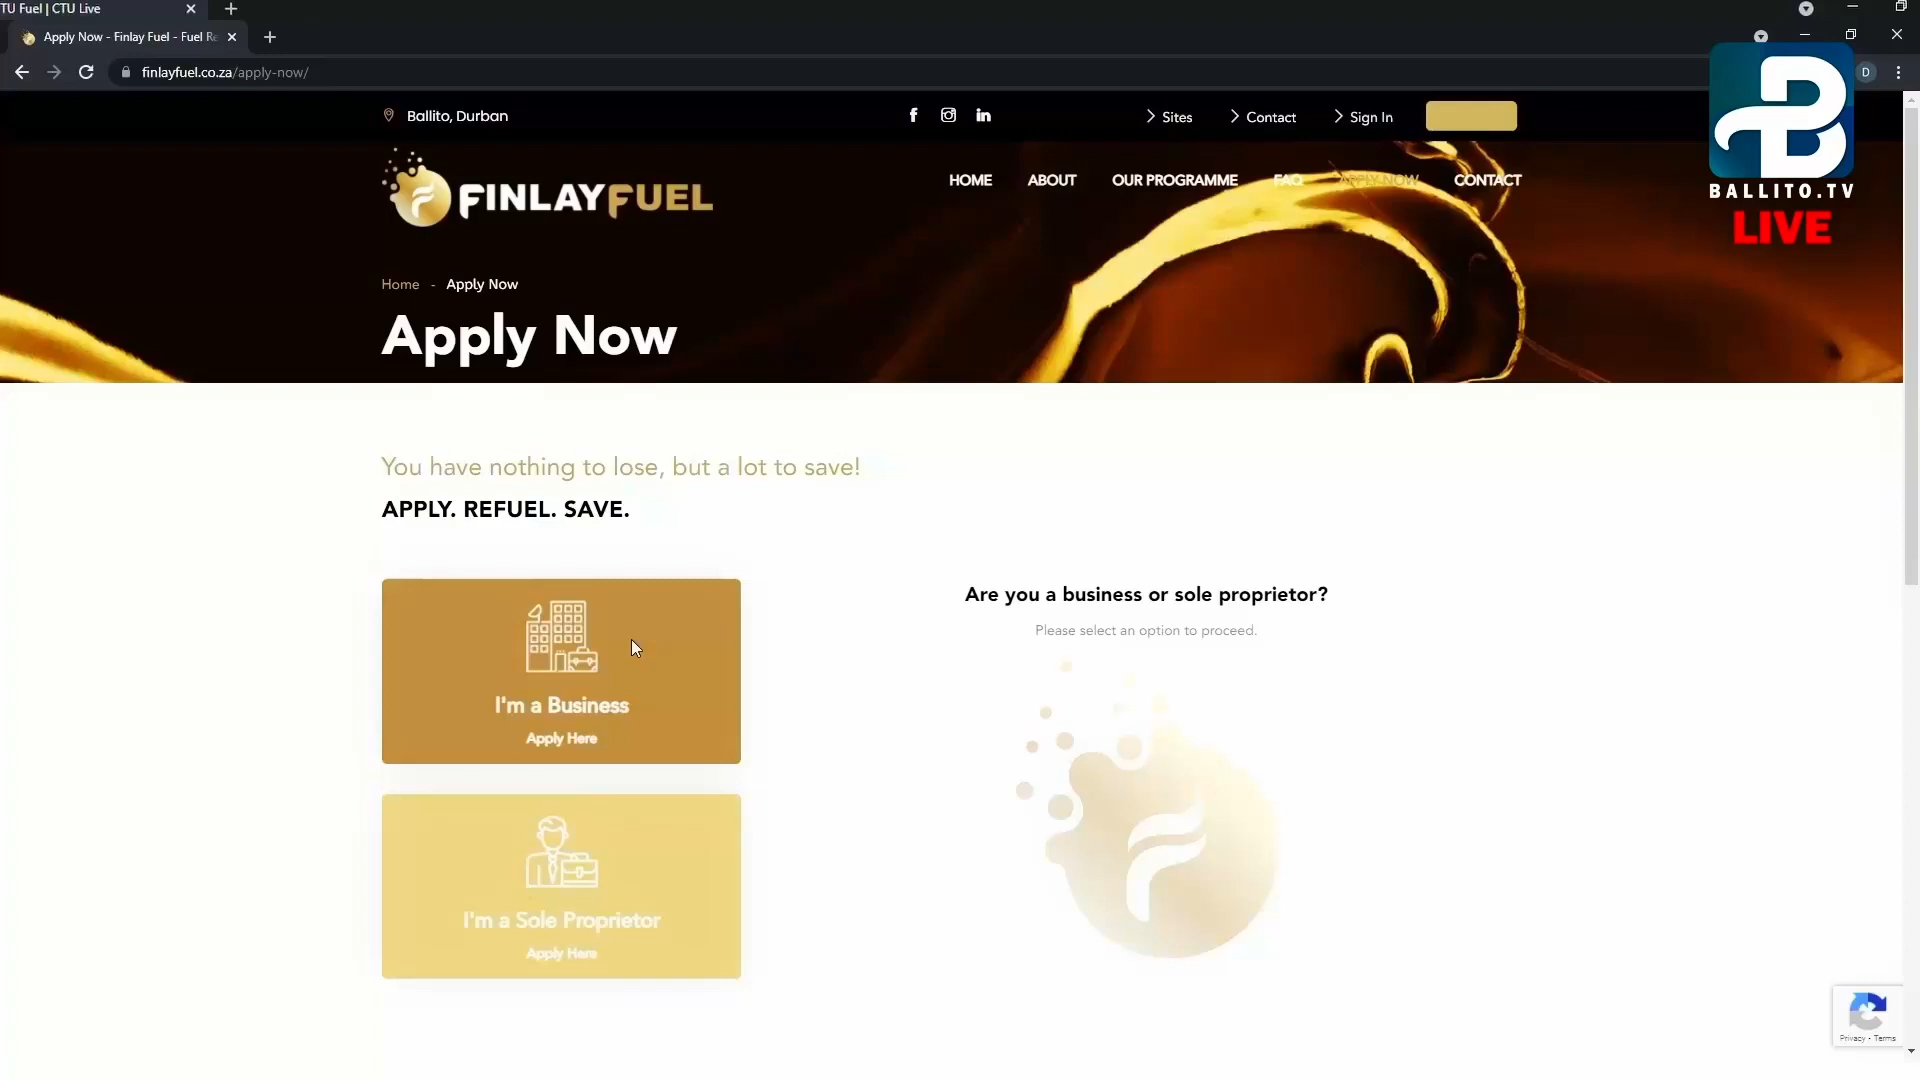 TU Fuel | CTU Live
Apply Now - Finlay Fuel - Fuel Re
finlayfuel.co.za/apply-now/
D
Ballito, Durban
Sites
Contact
Sign In
BALLITO.TV
LIVE
FINLAYFUEL
HOME
ABOUT
OUR PROGRAMME
FAQ
APPLY NOW
CONTACT
Home - Apply Now
Apply Now
You have nothing to lose, but a lot to save!
APPLY. REFUEL. SAVE.
I'm a Business
Apply Here
Are you a business or sole proprietor?
Please select an option to proceed.
I'm a Sole Proprietor
Apply Here
Privacy - Terms